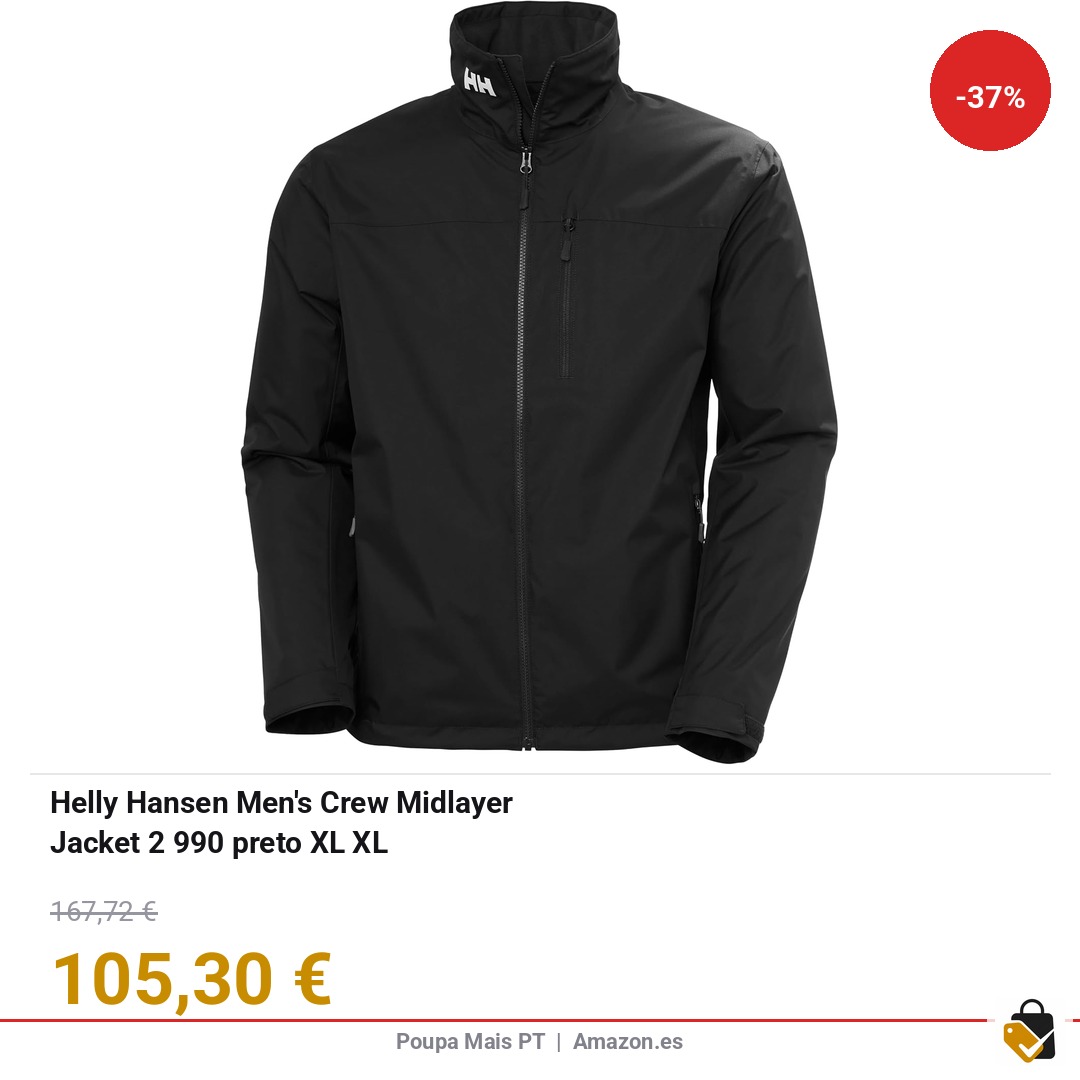 HH
-37%
Helly Hansen Men's Crew Midlayer
Jacket 2 990 preto XL XL
167,72 €
105,30 €
Poupa Mais PT | Amazon.es